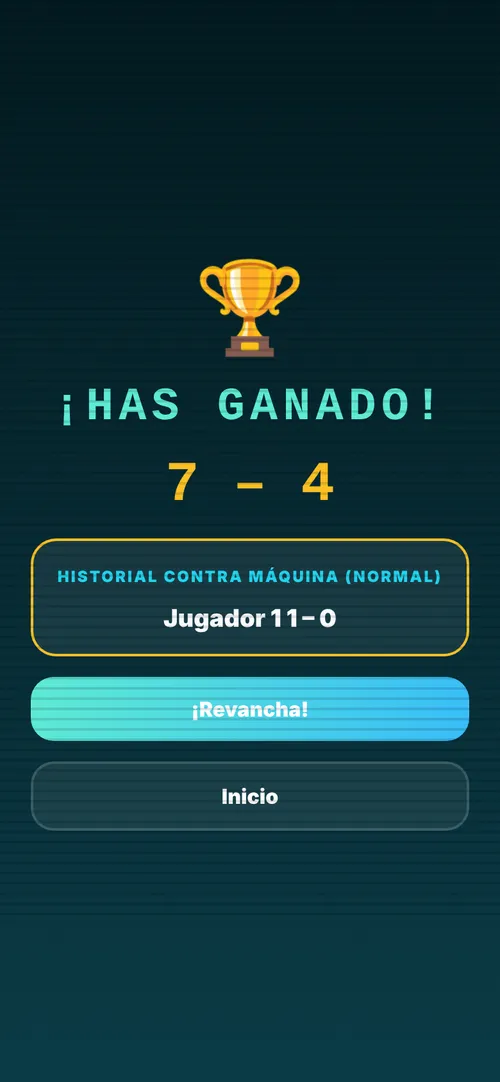 ¡HAS GANADO!
7 – 4
HISTORIAL CONTRA MÁQUINA (NORMAL)
Jugador 11–0
¡Revancha!
Inicio